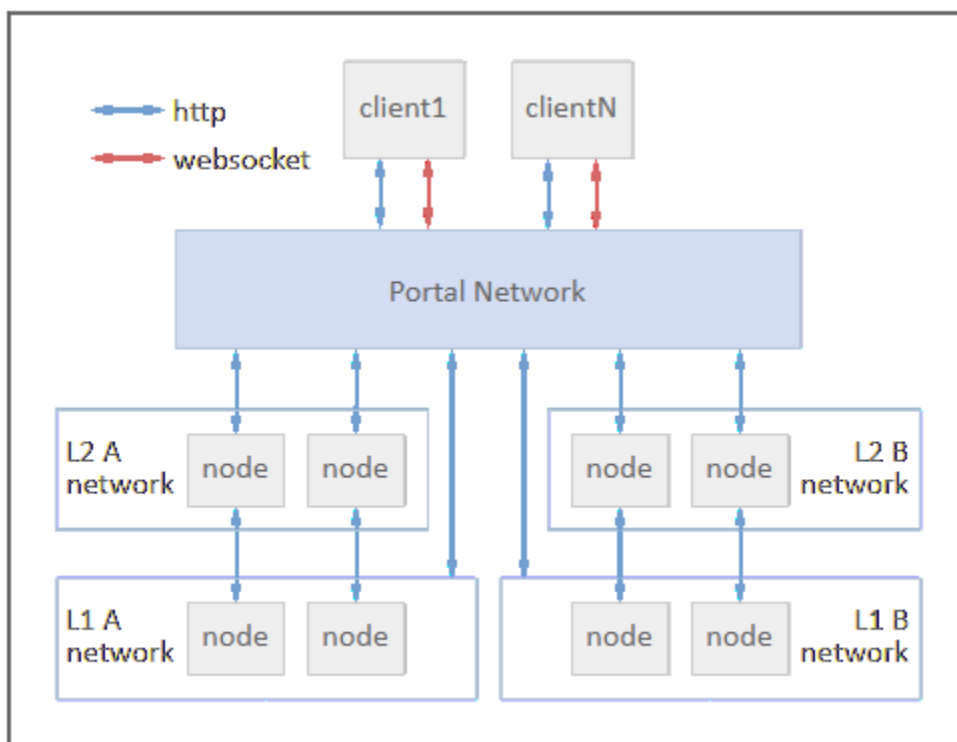 client1
clientN
http
websocket
Portal Network
L2 A
network
node
node
node
node
L2 B
network
L1 A
network
node
node
node
node
L1 B
network